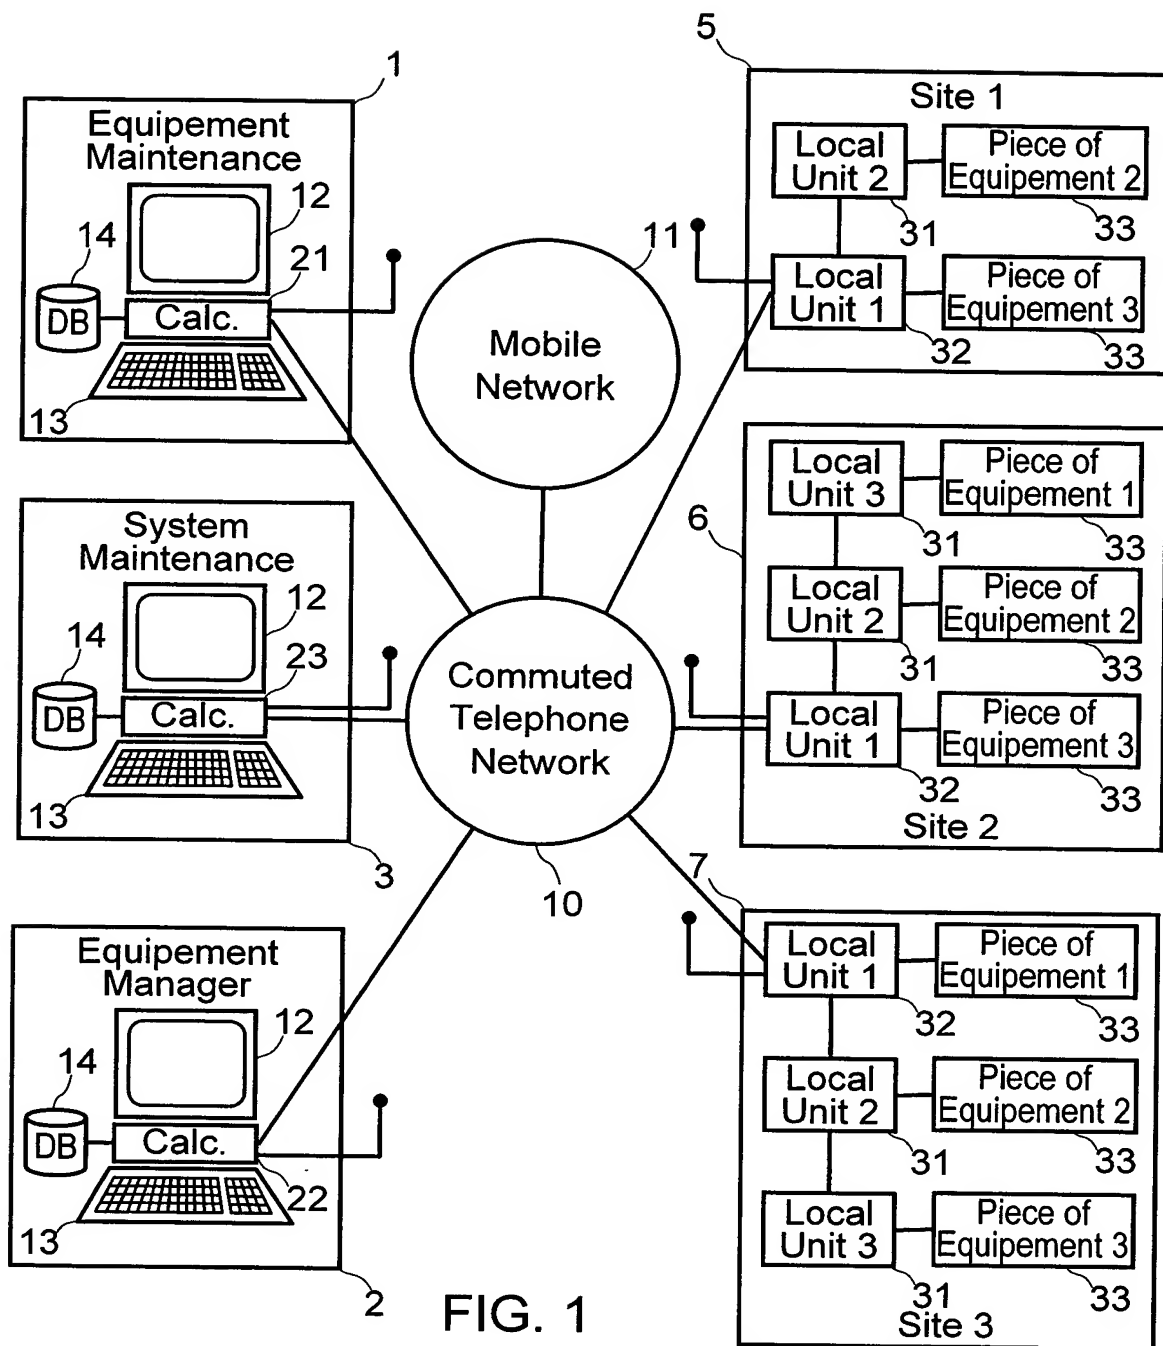 1
Equipement
Maintenance
12
14
21
DB
Calc.
13
System
Maintenance
12
14
23
DB
Calc.
13
3
Equipement
Manager
12
14
DB
Calc.
22
13
2
11
Mobile
Network
Commuted
Telephone
Network
10
5
Site 1
Local
Unit 2
Piece of
Equipement 2
31
33
Local
Unit 1
Piece of
Equipement 3
32
33
6
Local
Unit 3
Piece of
Equipement 1
31
33
Local
Unit 2
Piece of
Equipement 2
31
33
Local
Unit 1
Piece of
Equipement 3
32
33
Site 2
7
Local
Unit 1
Piece of
Equipement 1
32
33
Local
Unit 2
Piece of
Equipement 2
31
33
Local
Unit 3
Piece of
Equipement 3
31
33
Site 3
FIG. 1